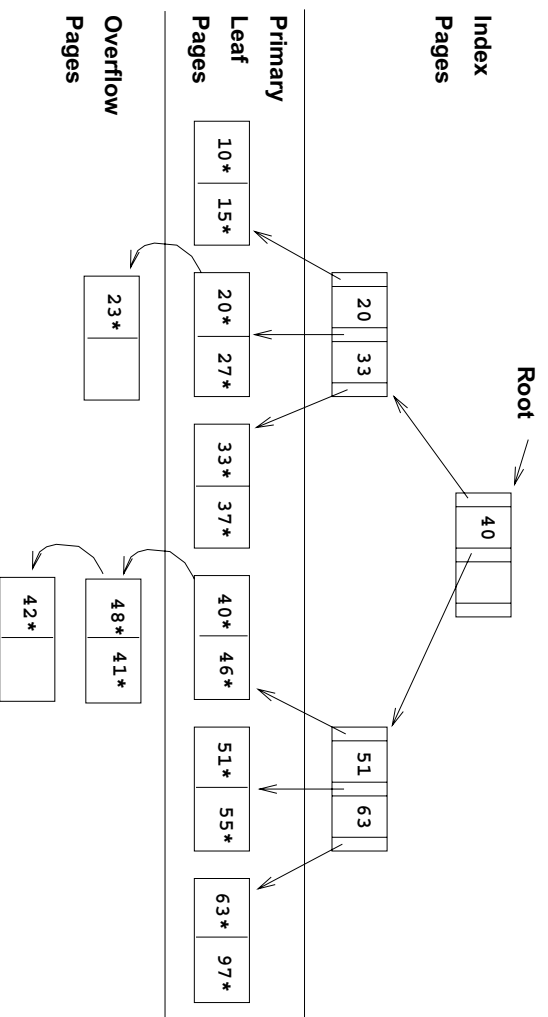 Root
40
Index
Pages
20 33
51 63
Primary
Leaf
Pages
10* 15*
20* 27*
33* 37*
40* 46*
51* 55*
63* 97*
Overflow
Pages
23*
48* 41*
42*